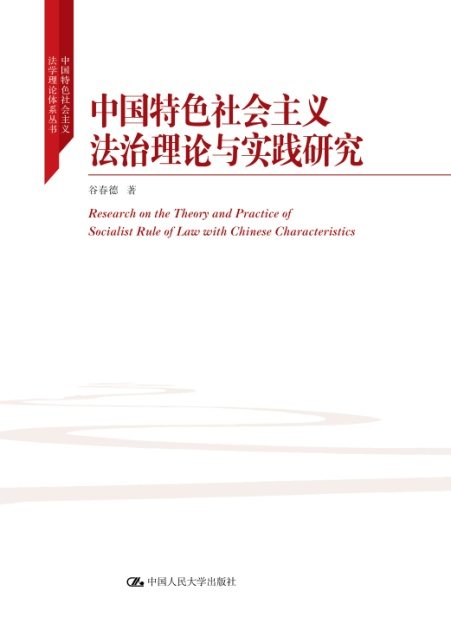 中国特色社会主义
法学理论体系丛书
中国特色社会主义
法治理论与实践研究
谷春德 著
Research on the Theory and Practice of
Socialist Rule of Law with Chinese Characteristics
中国人民大学出版社